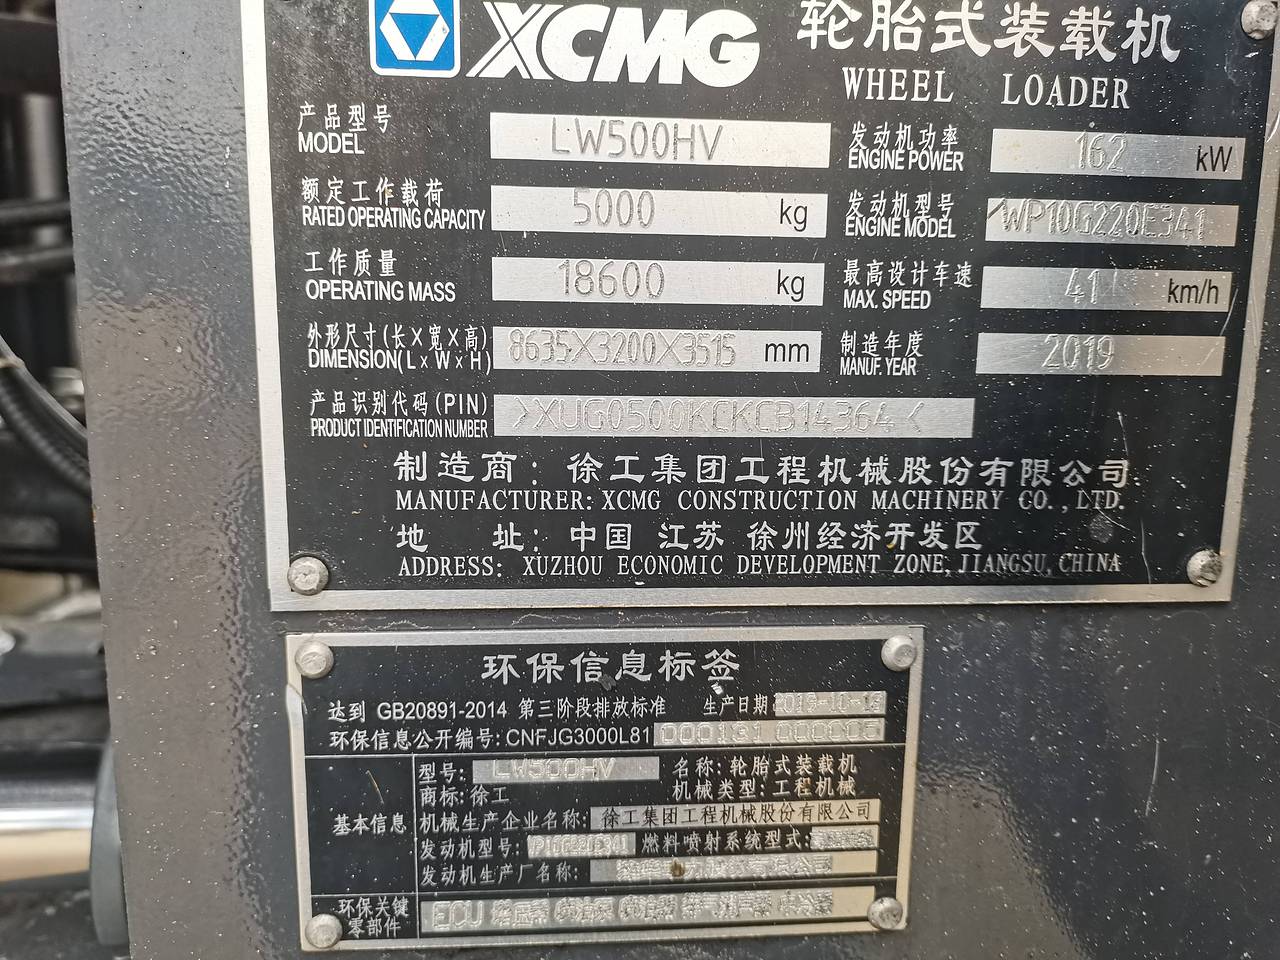 XCMG 轮胎式装载机
WHEEL LOADER
产品型号 MODEL LW500HV
发动机功率 ENGINE POWER 162 kW
额定工作载荷 RATED OPERATING CAPACITY 5000 kg
发动机型号 ENGINE MODEL WP10G220E341
工作质量 OPERATING MASS 18600 kg
最高设计车速 MAX. SPEED 41 km/h
外形尺寸(长×宽×高) DIMENSION(L×W×H) 8635X3200X3515 mm
制造年度 MANUF. YEAR 2019
产品识别代码(PIN) PRODUCT IDENTIFICATION NUMBER >XUG0500KCKCB14364<
制造商: 徐工集团工程机械股份有限公司
MANUFACTURER: XCMG CONSTRUCTION MACHINERY CO., LTD.
地 址: 中国 江苏 徐州经济开发区
ADDRESS: XUZHOU ECONOMIC DEVELOPMENT ZONE, JIANGSU, CHINA
环保信息标签
达到 GB20891-2014 第三阶段排放标准 生产日期
环保信息公开编号: CNFJG3000L81 000131 000005
基本信息
型号: LW500HV 名称: 轮胎式装载机
商标: 徐工 机械类型: 工程机械
机械生产企业名称: 徐工集团工程机械股份有限公司
发动机型号: WP10G220E341 燃料喷射系统型式:
发动机生产厂名称:
环保关键零部件 ECU